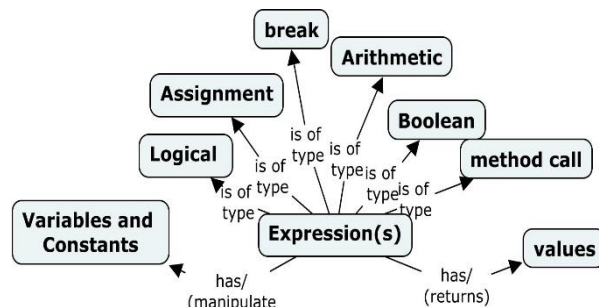 break
Arithmetic
Assignment
Boolean
Logical
method call
is of
type
is of
type
is of
type
is of
type
is of
type
is of
type
Variables and
Constants
Expression(s)
values
has/
(manipulate
has/
(returns)